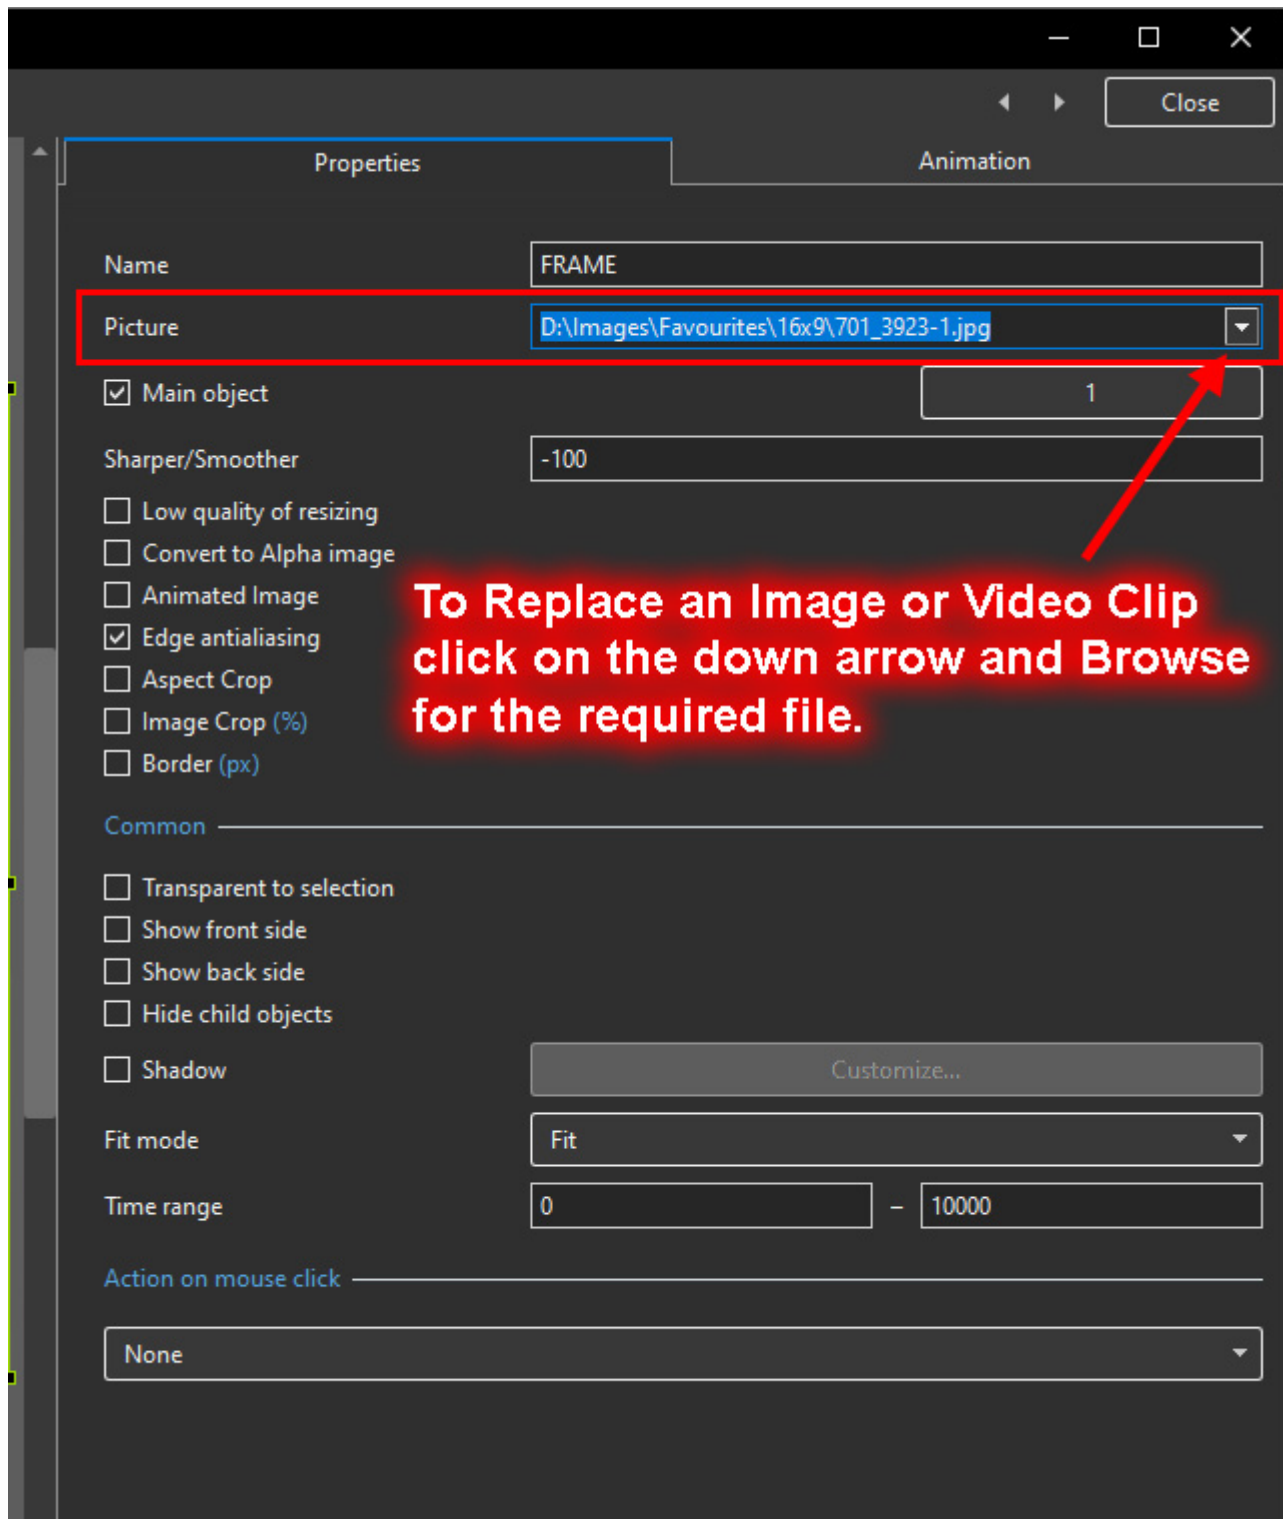 Close
Properties Animation
Name FRAME
Picture D:\Images\Favourites\16x9\701_3923-1.jpg
Main object 1
Sharper/Smoother -100
Low quality of resizing
Convert to Alpha image
Animated Image
Edge antialiasing
Aspect Crop
Image Crop (%)
Border (px)
To Replace an Image or Video Clip
click on the down arrow and Browse
for the required file.
Common
Transparent to selection
Show front side
Show back side
Hide child objects
Shadow Customize...
Fit mode Fit
Time range 0 – 10000
Action on mouse click
None